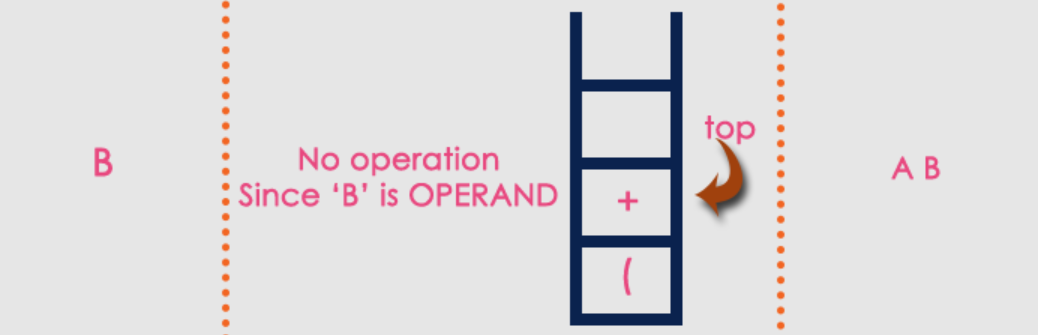 B
No operation
Since ‘B’ is OPERAND
+
(
top
A B